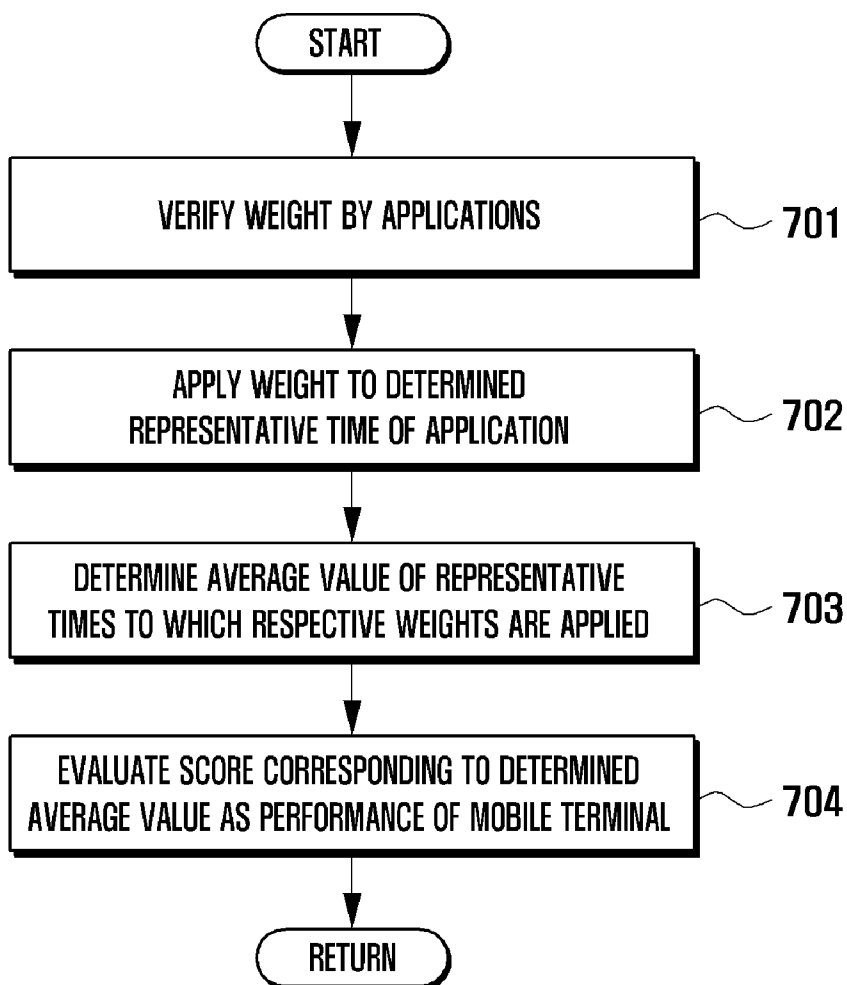 START
VERIFY WEIGHT BY APPLICATIONS
701
APPLY WEIGHT TO DETERMINED
REPRESENTATIVE TIME OF APPLICATION
702
DETERMINE AVERAGE VALUE OF REPRESENTATIVE
TIMES TO WHICH RESPECTIVE WEIGHTS ARE APPLIED
703
EVALUATE SCORE CORRESPONDING TO DETERMINED
AVERAGE VALUE AS PERFORMANCE OF MOBILE TERMINAL
704
RETURN